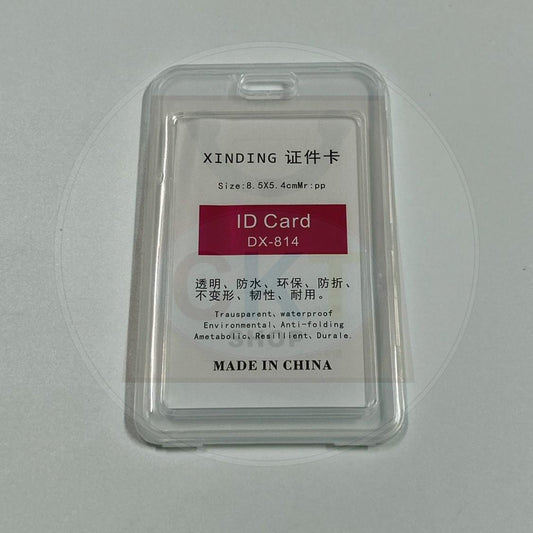 XINDING 证件卡
Size:8.5X5.4cmMr:pp
ID Card
DX-814
透明、防水、环保、防折、
不变形、韧性、耐用。
Trausparent、waterproof
Environmental、Anti-folding
Ametabolic、Resillient、Durale.
SHOP
MADE IN CHINA